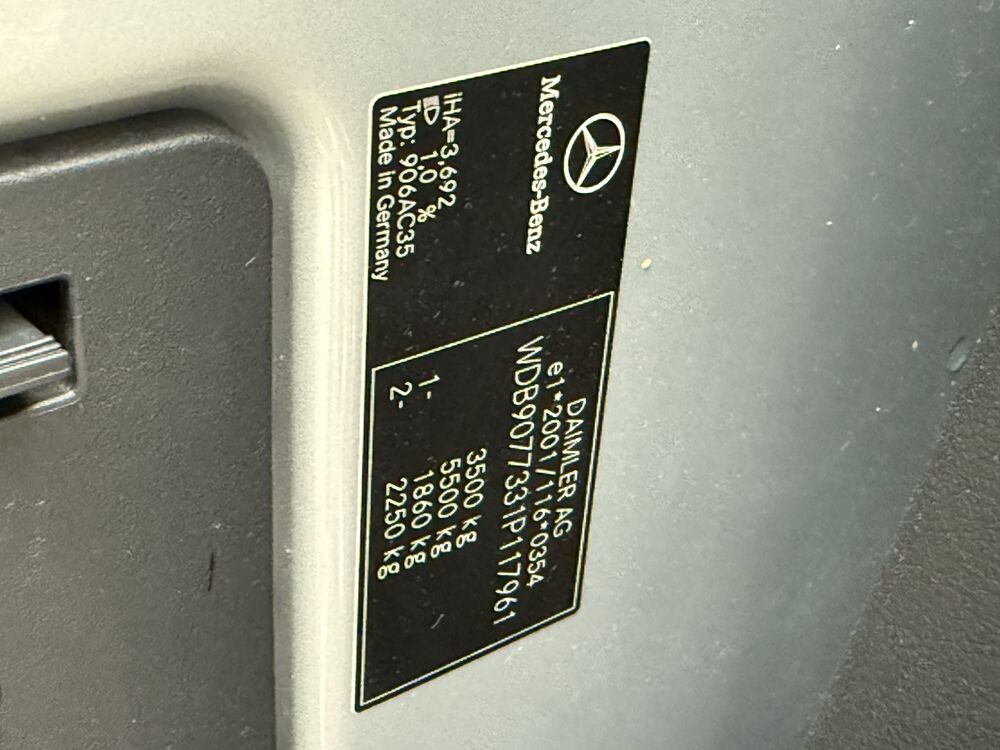 Mercedes-Benz
iHA=3,692
1,0 %
Typ: 906AC35
Made in Germany
DAIMLER AG
e1*2001/116*0354
WDB9077331P117961
3500 kg
5500 kg
1- 1860 kg
2- 2250 kg